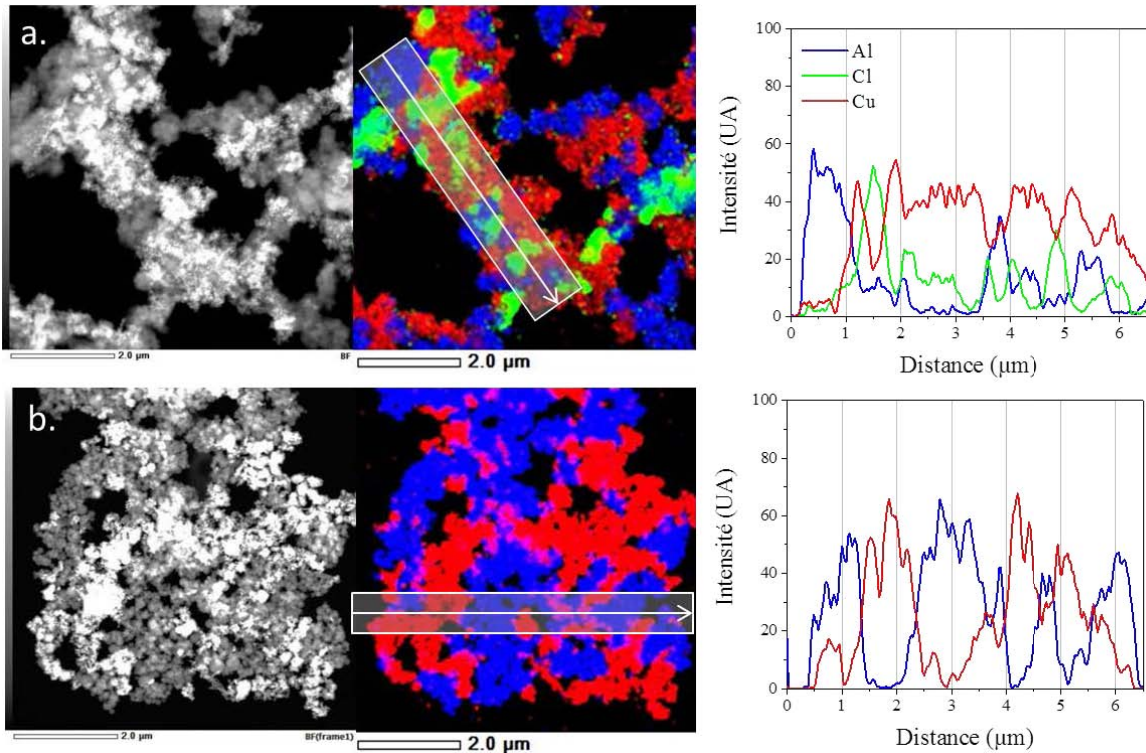 a.
2.0 µm
BF
2.0 µm
100
80
60
40
20
0
Intensité (UA)
Al
Cl
Cu
0
1
2
3
4
5
6
Distance (µm)
b.
2.0 µm
BF(frame1)
2.0 µm
100
80
60
40
20
0
Intensité (UA)
0
1
2
3
4
5
6
Distance (µm)